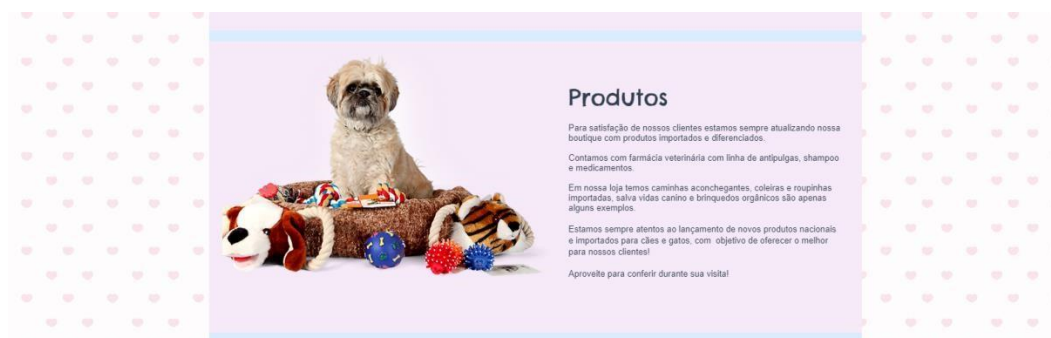 Produtos
Para satisfação de nossos clientes estamos sempre atualizando nossa
boutique com produtos importados e diferenciados.
Contamos com farmácia veterinária com linha de antipulgas, shampoo
e medicamentos.
Em nossa loja temos caminhas aconchegantes, coleiras e roupinhas
importadas, salva vidas canino e brinquedos orgânicos são apenas
alguns exemplos.
Estamos sempre atentos ao lançamento de novos produtos nacionais
e importados para cães e gatos, com  objetivo de oferecer o melhor
para nossos clientes!
Aproveite para conferir durante sua visita!